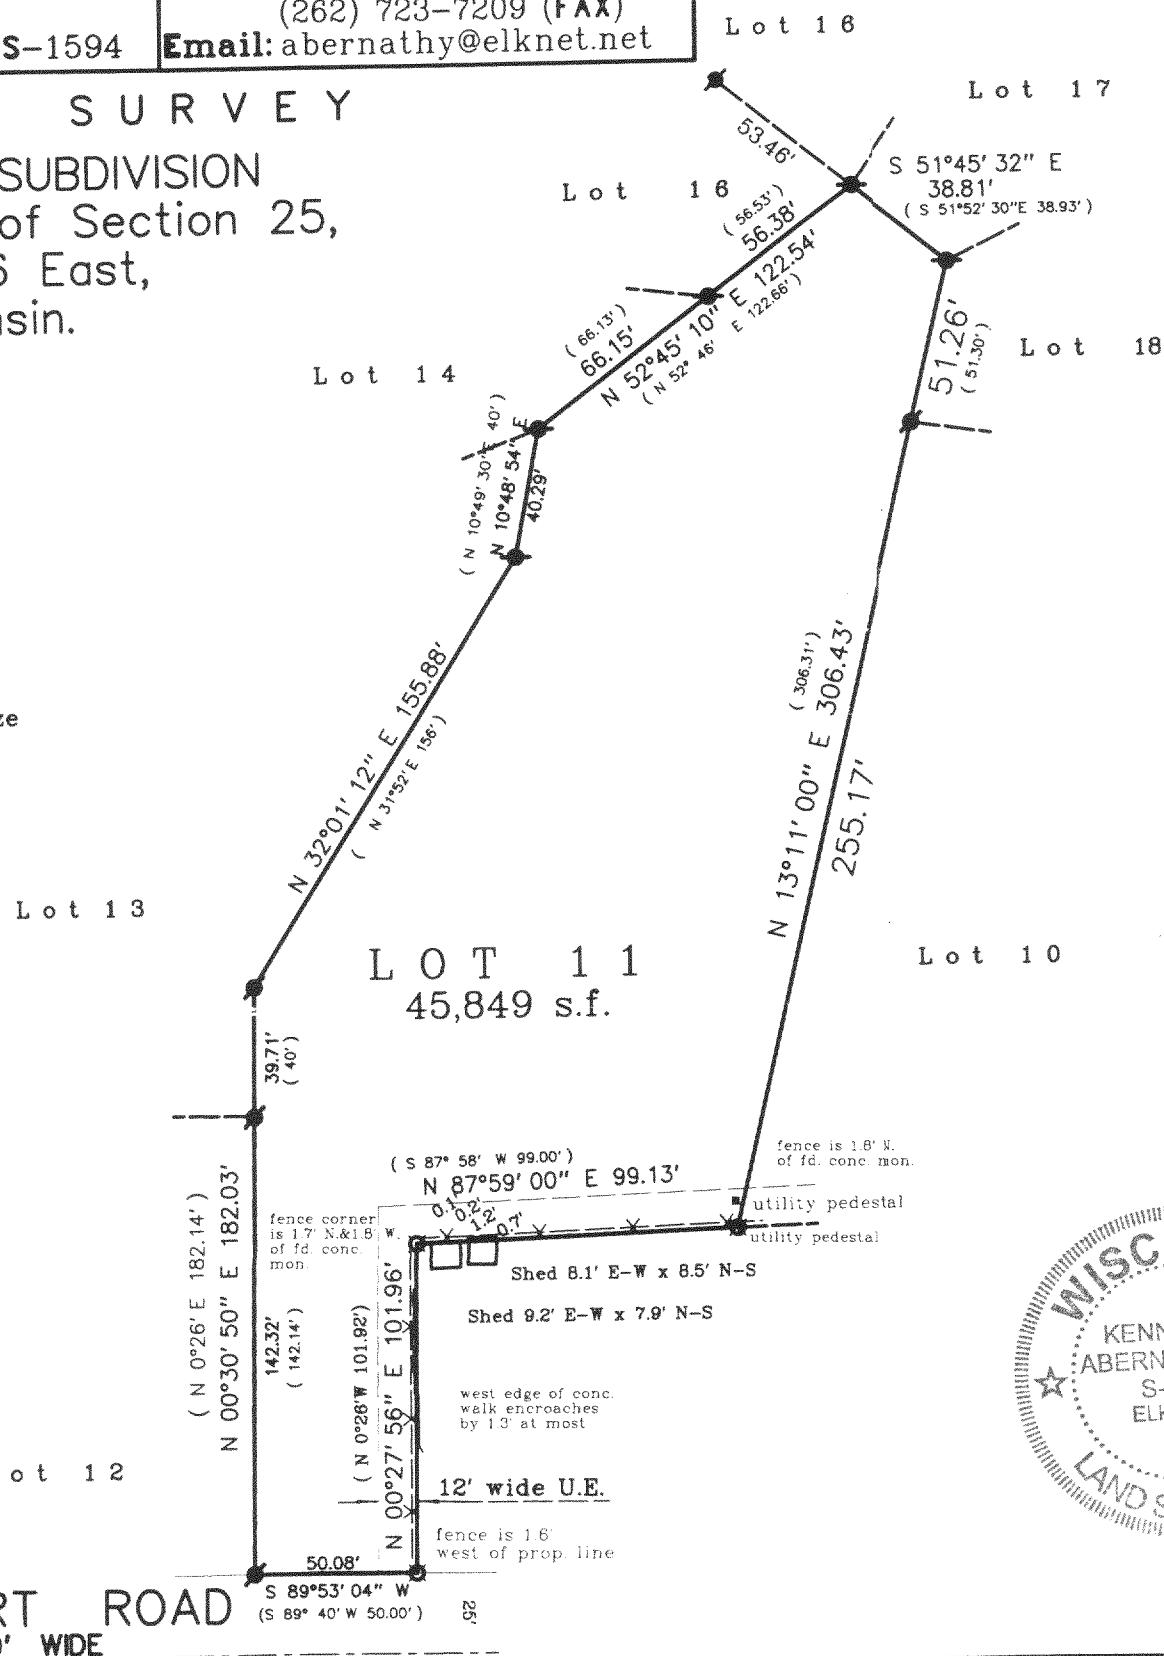 (262) 723-7209 (FAX)
S-1594
Email: abernathy@elknet.net
SURVEY
SUBDIVISION
of Section 25,
6 East,
sin.
Lot 16
Lot 17
53.46'
S 51°45' 32" E
38.81'
( S 51°52' 30"E 38.93' )
Lot 16
( 56.53')
56.38'
N 52°45' 10" E 122.54'
( N 52° 46' E 122.66')
( 66.13')
66.15'
51.26'
( 51.30')
Lot 18
Lot 14
( N 10°49' 30" E 40')
N 10°48' 54" E
40.29'
N 32°01' 12" E 155.88'
( N 31°52' E 156')
( 306.31')
N 13°11' 00" E 306.43'
255.17'
ze
Lot 13
LOT 11
45,849 s.f.
Lot 10
39.71'
( 40')
fence is 1.8' N.
of fd. conc. mon.
( S 87° 58' W 99.00')
N 87°59' 00" E 99.13'
0.1'
0.2'
1.2'
0.7'
utility pedestal
utility pedestal
fence corner
is 1.7' N.&1.8' W.
of fd. conc.
mon.
( N 0°26' E 182.14' )
N 00°30' 50" E 182.03'
142.32'
( 142.14' )
Shed 8.1' E-W x 8.5' N-S
Shed 9.2' E-W x 7.9' N-S
( N 0°26'W 101.92')
N 00°27' 56" E 101.96'
west edge of conc.
walk encroaches
by 1.3' at most
WISC
KENN
ABERN
S-
ELK
LAND S
ot 12
12' wide U.E.
fence is 1.6'
west of prop. line
50.08'
S 89°53' 04" W
(S 89° 40' W 50.00' )
25'
RT ROAD
0' WIDE